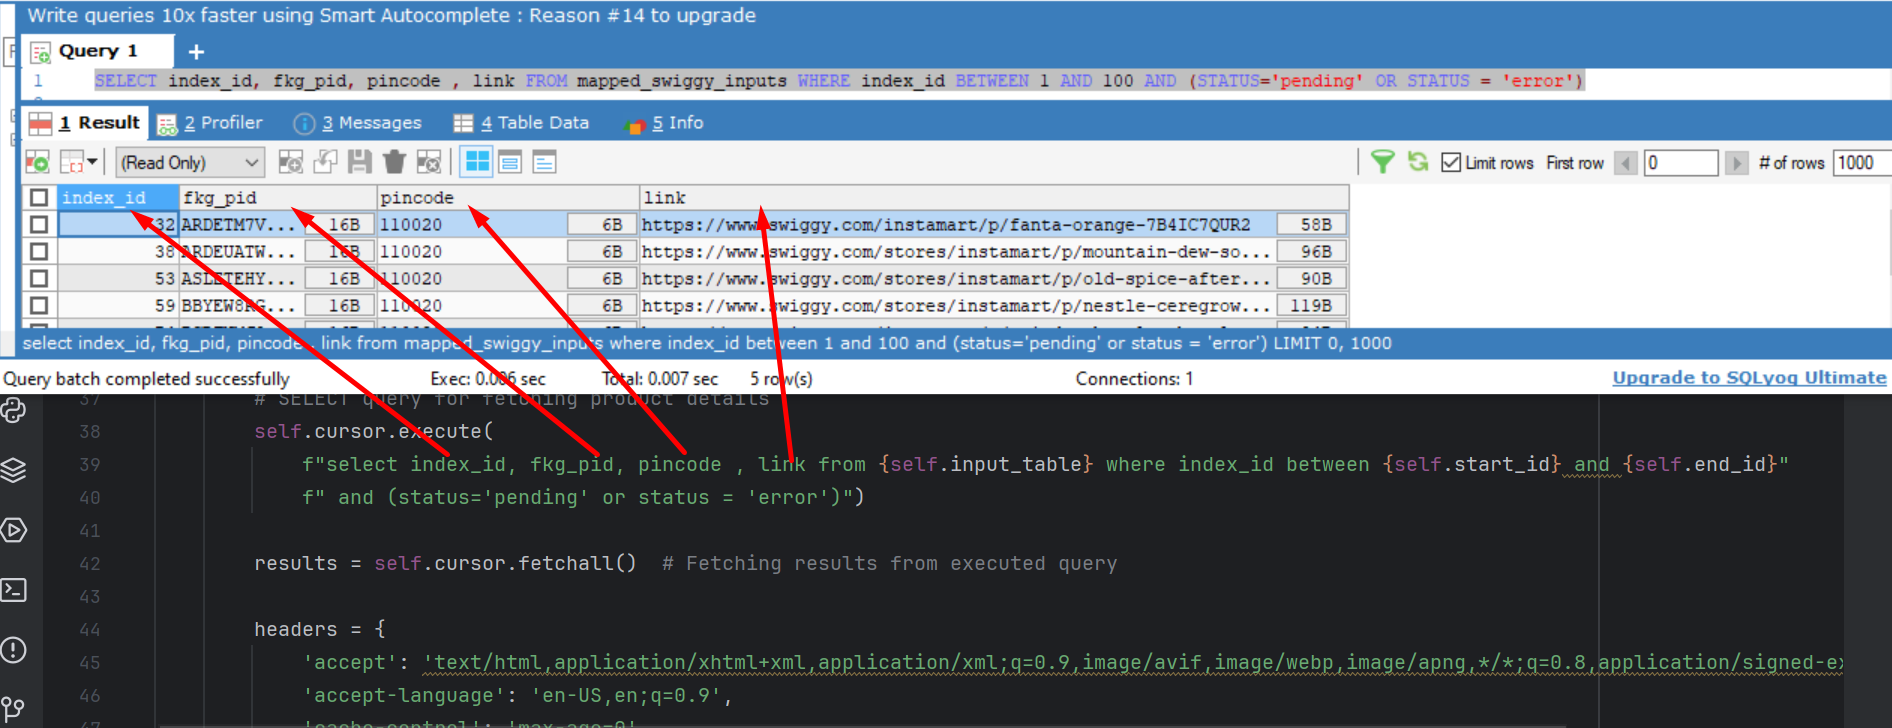 Write queries 10x faster using Smart Autocomplete : Reason #14 to upgrade
Query 1
1 SELECT index_id, fkg_pid, pincode , link FROM mapped_swiggy_inputs WHERE index_id BETWEEN 1 AND 100 AND (STATUS='pending' OR STATUS = 'error')
1 Result 2 Profiler 3 Messages 4 Table Data 5 Info
(Read Only) Limit rows First row 0 # of rows 1000
index_id fkg_pid pincode link
32 ARDETM7V... 16B 110020 6B https://www.swiggy.com/instamart/p/fanta-orange-7B4IC7QUR2 58B
38 ARDEUATW... 16B 110020 6B https://www.swiggy.com/stores/instamart/p/mountain-dew-so... 96B
53 ASLETEHY... 16B 110020 6B https://www.swiggy.com/stores/instamart/p/old-spice-after... 90B
59 BBYEW8RG... 16B 110020 6B https://www.swiggy.com/stores/instamart/p/nestle-ceregrow... 119B
select index_id, fkg_pid, pincode , link from mapped_swiggy_inputs where index_id between 1 and 100 and (status='pending' or status = 'error') LIMIT 0, 1000
Query batch completed successfully Exec: 0.006 sec Total: 0.007 sec 5 row(s) Connections: 1 Upgrade to SQLyog Ultimate
37 # SELECT query for fetching product details
38 self.cursor.execute(
39 f"select index_id, fkg_pid, pincode , link from {self.input_table} where index_id between {self.start_id} and {self.end_id}"
40 f" and (status='pending' or status = 'error')")
41
42 results = self.cursor.fetchall() # Fetching results from executed query
43
44 headers = {
45 'accept': 'text/html,application/xhtml+xml,application/xml;q=0.9,image/avif,image/webp,image/apng,*/*;q=0.8,application/signed-ex
46 'accept-language': 'en-US,en;q=0.9',
47 'cache-control': 'max-age=0'